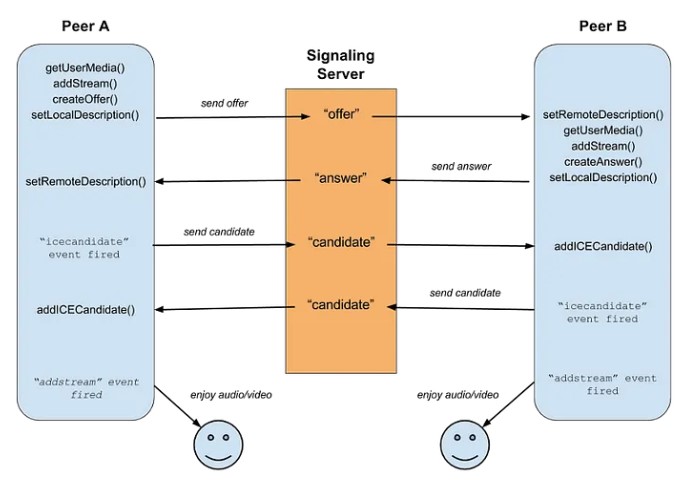 Peer A
Peer B
Signaling
Server
getUserMedia()
addStream()
createOffer()
setLocalDescription()
send offer
"offer"
setRemoteDescription()
getUserMedia()
addStream()
createAnswer()
setLocalDescription()
send answer
"answer"
setRemoteDescription()
"icecandidate"
event fired
send candidate
"candidate"
addICECandidate()
send candidate
"candidate"
addICECandidate()
"icecandidate"
event fired
"addstream" event
fired
enjoy audio/video
enjoy audio/video
"addstream" event
fired